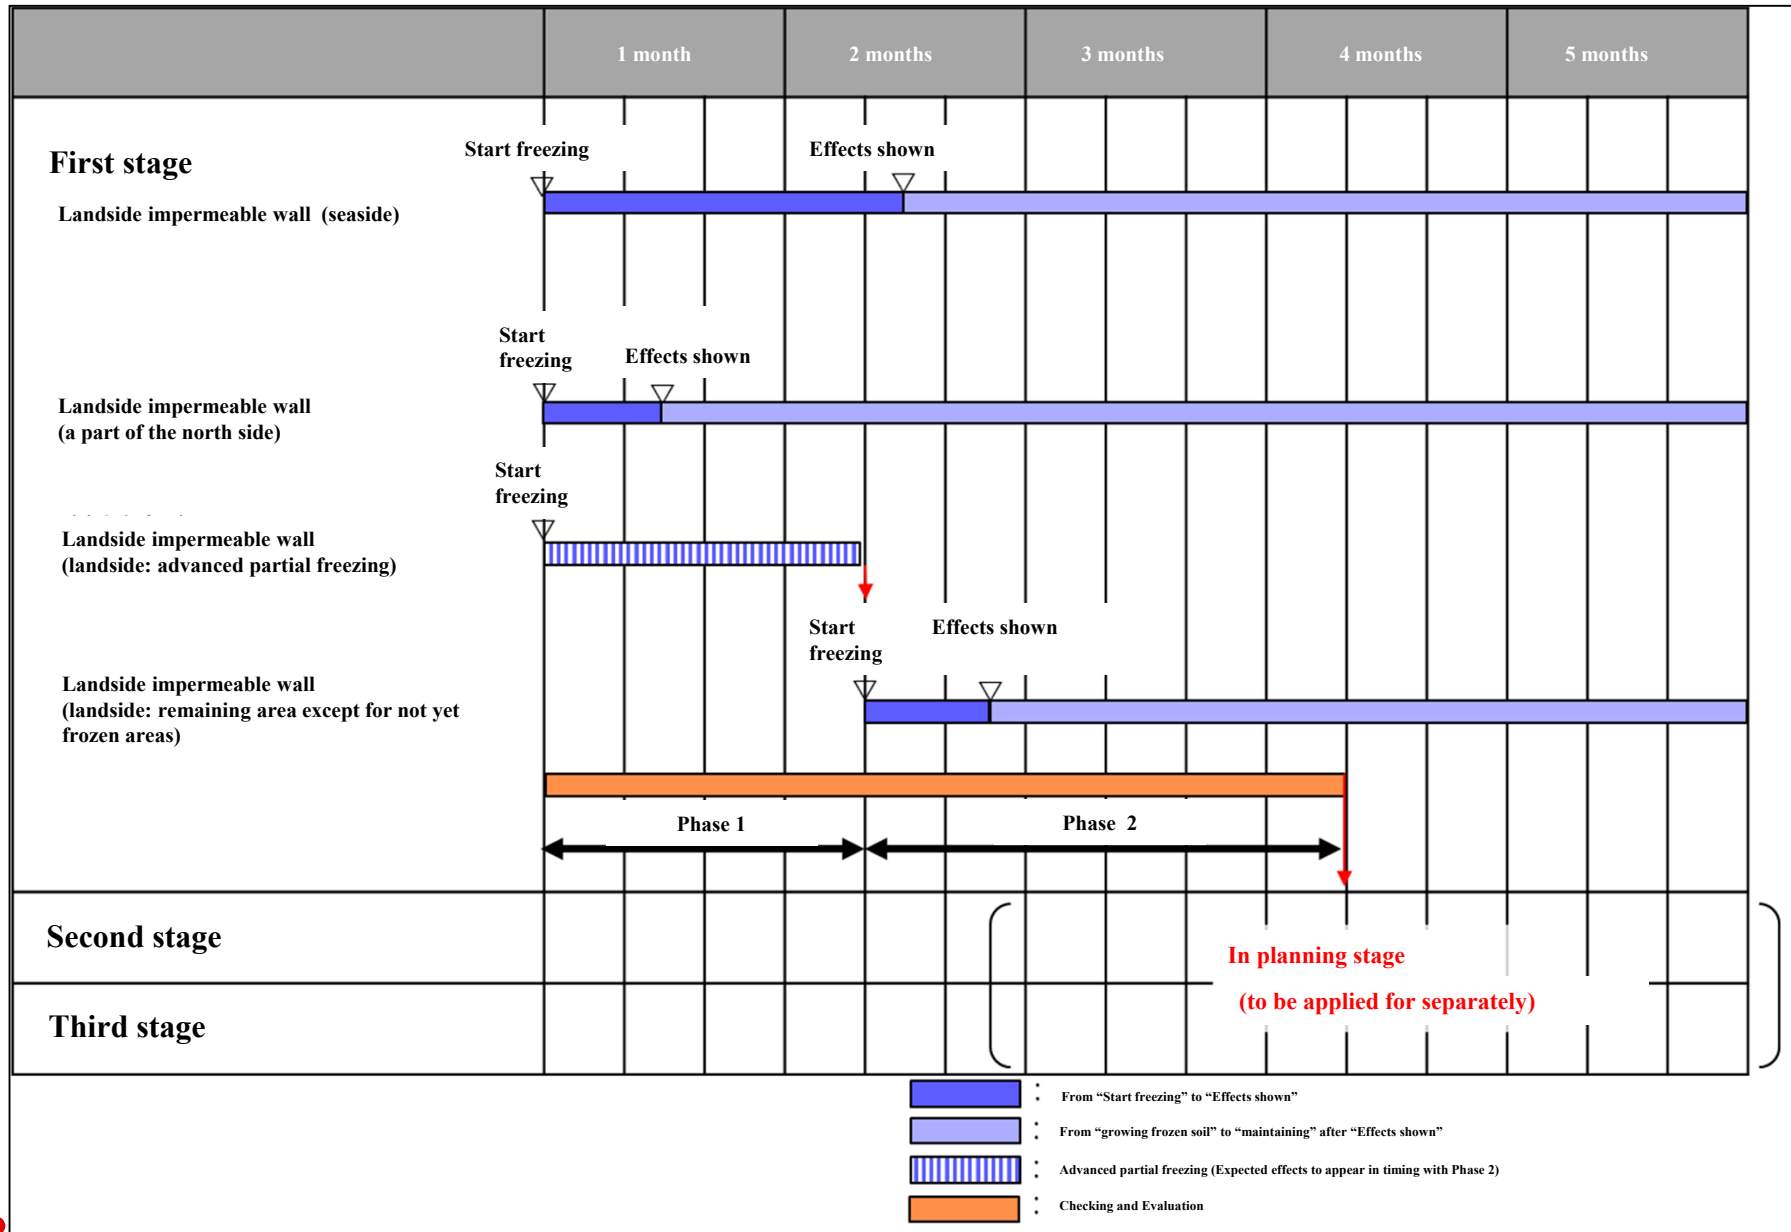 1 month
2 months
3 months
4 months
5 months
First stage
Start freezing
Effects shown
Landside impermeable wall (seaside)
Start
freezing
Effects shown
Landside impermeable wall
(a part of the north side)
Start
freezing
Landside impermeable wall
(landside: advanced partial freezing)
Start
freezing
Effects shown
Landside impermeable wall
(landside: remaining area except for not yet
frozen areas)
Phase 1
Phase 2
Second stage
In planning stage
(to be applied for separately)
Third stage
: From “Start freezing” to “Effects shown”
: From “growing frozen soil” to “maintaining” after “Effects shown”
: Advanced partial freezing (Expected effects to appear in timing with Phase 2)
: Checking and Evaluation